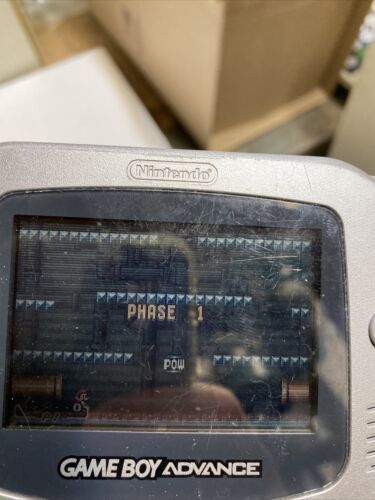 Nintendo
PHASE 1
POW
GAME BOY ADVANCE